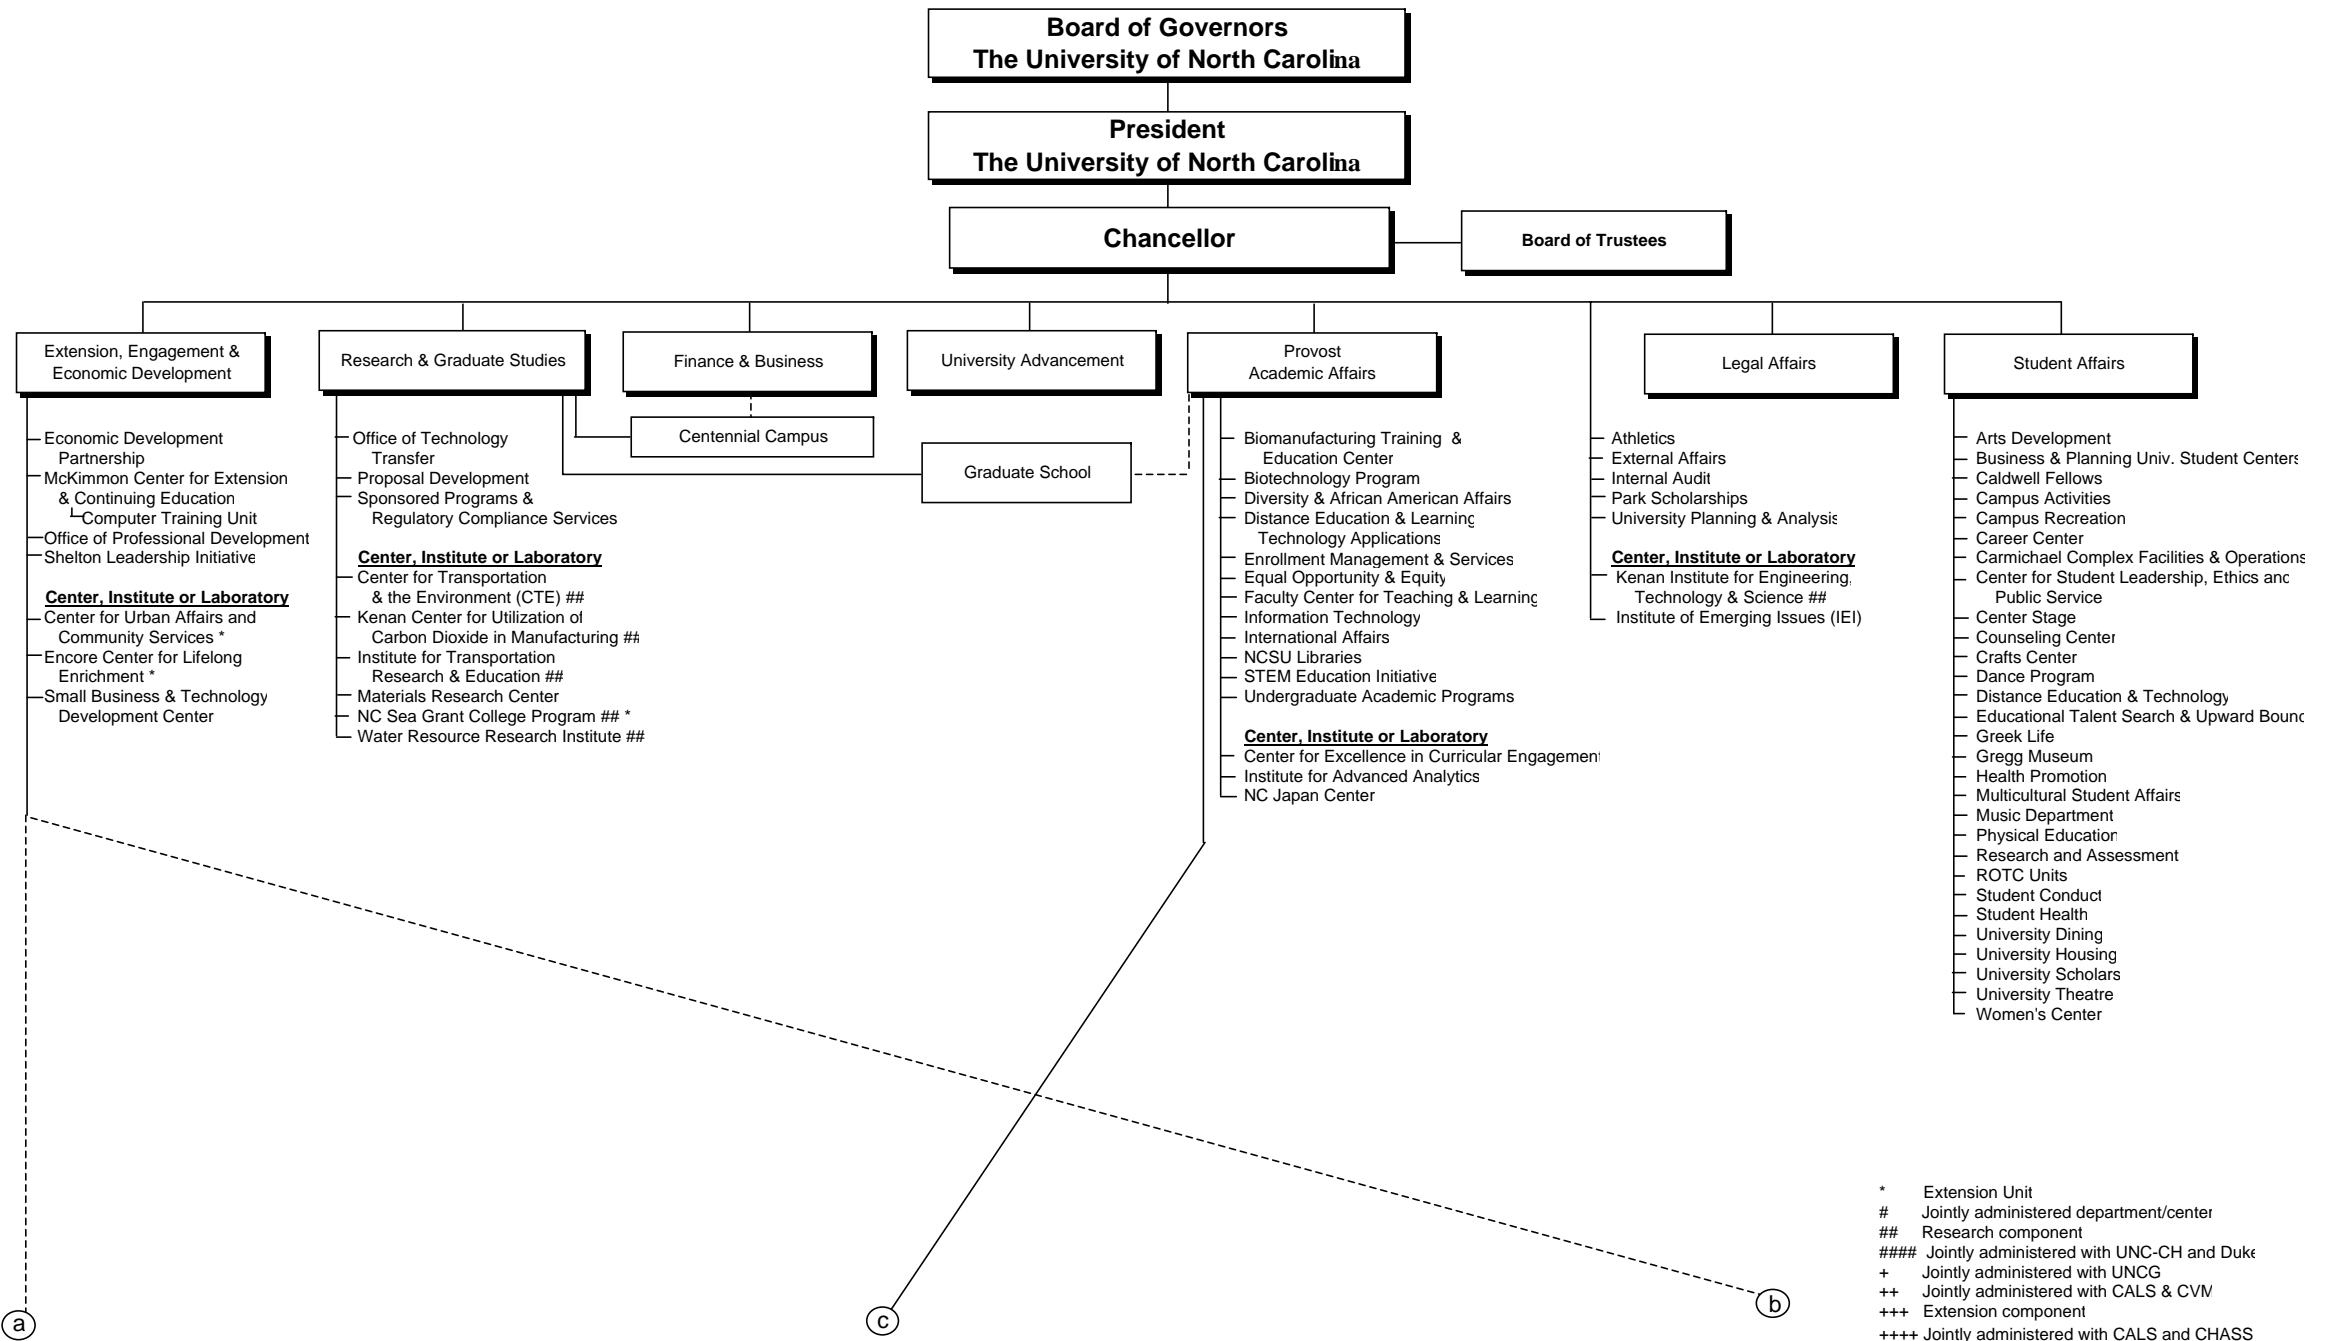 Board of Governors
The University of North Carolina
President
The University of North Carolina
Chancellor
Board of Trustees
Extension, Engagement &
Economic Development
Research & Graduate Studies
Finance & Business
University Advancement
Provost
Academic Affairs
Legal Affairs
Student Affairs
Centennial Campus
Graduate School
Economic Development
Partnership
McKimmon Center for Extension
& Continuing Education
Computer Training Unit
Office of Professional Development
Shelton Leadership Initiative
Center, Institute or Laboratory
Center for Urban Affairs and
Community Services *
Encore Center for Lifelong
Enrichment *
Small Business & Technology
Development Center
Office of Technology
Transfer
Proposal Development
Sponsored Programs &
Regulatory Compliance Services
Center, Institute or Laboratory
Center for Transportation
& the Environment (CTE) ##
Kenan Center for Utilization of
Carbon Dioxide in Manufacturing ##
Institute for Transportation
Research & Education ##
Materials Research Center
NC Sea Grant College Program ## *
Water Resource Research Institute ##
Biomanufacturing Training &
Education Center
Biotechnology Program
Diversity & African American Affairs
Distance Education & Learning
Technology Applications
Enrollment Management & Services
Equal Opportunity & Equity
Faculty Center for Teaching & Learning
Information Technology
International Affairs
NCSU Libraries
STEM Education Initiative
Undergraduate Academic Programs
Center, Institute or Laboratory
Center for Excellence in Curricular Engagement
Institute for Advanced Analytics
NC Japan Center
Athletics
External Affairs
Internal Audit
Park Scholarships
University Planning & Analysis
Center, Institute or Laboratory
Kenan Institute for Engineering,
Technology & Science ##
Institute of Emerging Issues (IEI)
Arts Development
Business & Planning Univ. Student Centers
Caldwell Fellows
Campus Activities
Campus Recreation
Career Center
Carmichael Complex Facilities & Operations
Center for Student Leadership, Ethics and
Public Service
Center Stage
Counseling Center
Crafts Center
Dance Program
Distance Education & Technology
Educational Talent Search & Upward Bound
Greek Life
Gregg Museum
Health Promotion
Multicultural Student Affairs
Music Department
Physical Education
Research and Assessment
ROTC Units
Student Conduct
Student Health
University Dining
University Housing
University Scholars
University Theatre
Women's Center
* Extension Unit
# Jointly administered department/center
## Research component
#### Jointly administered with UNC-CH and Duke
+ Jointly administered with UNCG
++ Jointly administered with CALS & CVM
+++ Extension component
++++ Jointly administered with CALS and CHASS
a
c
b